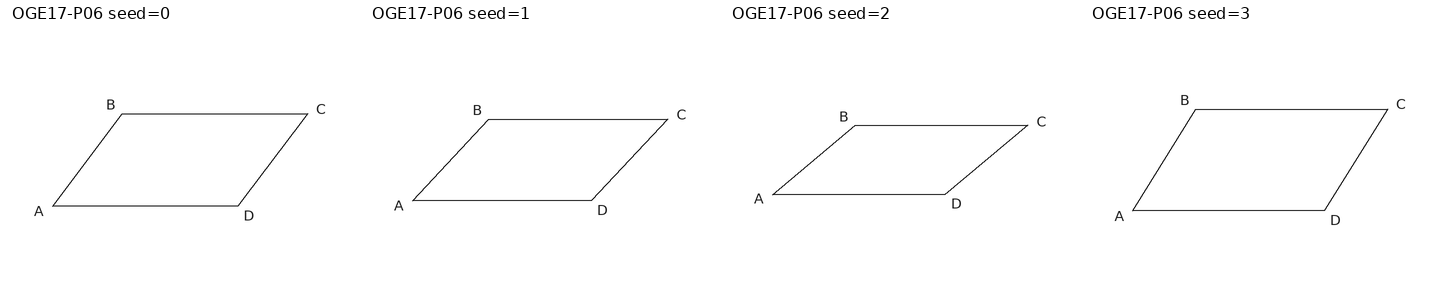 OGE17-P06 seed=0
OGE17-P06 seed=1
OGE17-P06 seed=2
OGE17-P06 seed=3
B
C
A
D
B
C
A
D
B
C
A
D
B
C
A
D